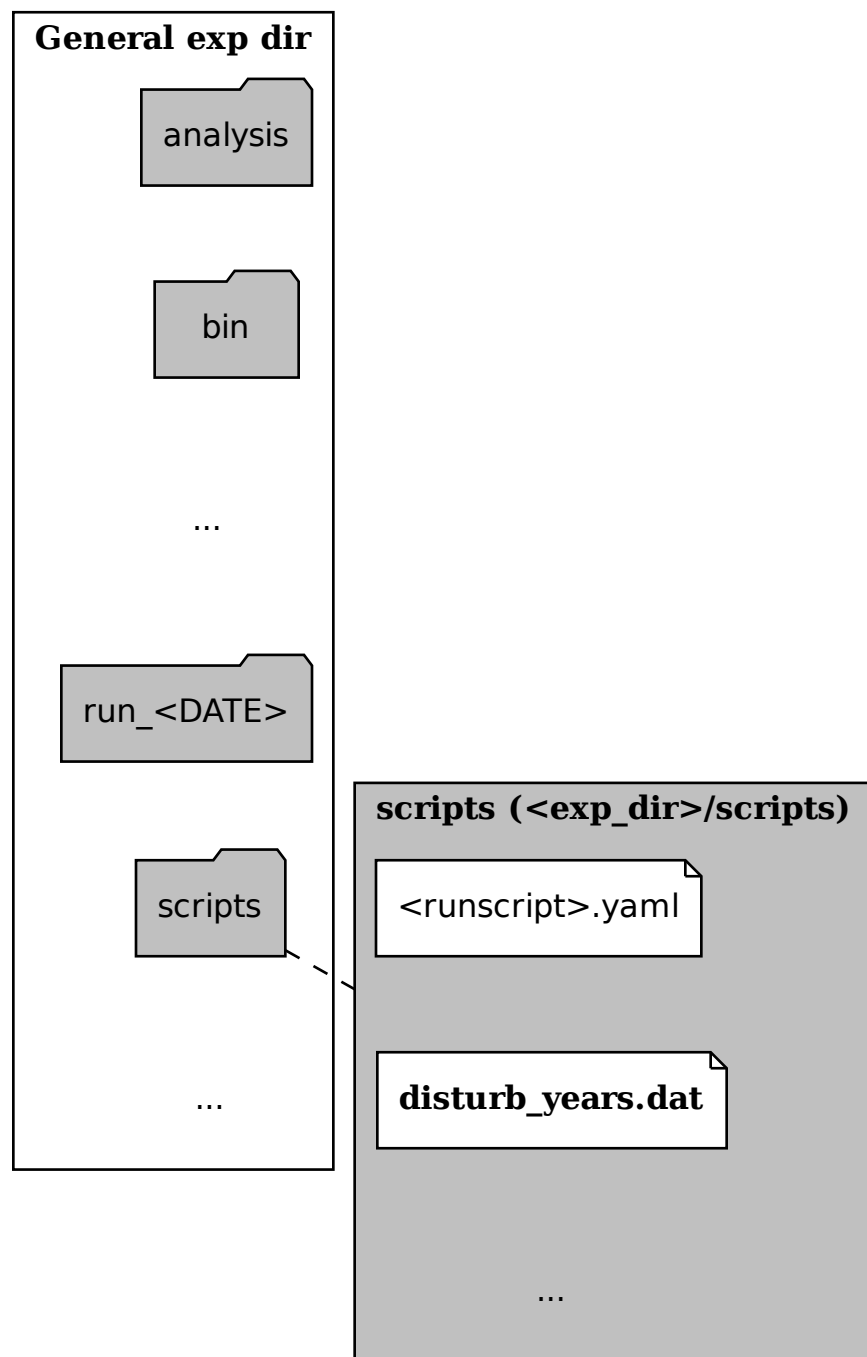 General exp dir
analysis
bin
...
run_<DATE>
scripts
...
scripts (<exp_dir>/scripts)
<runscript>.yaml
disturb_years.dat
...